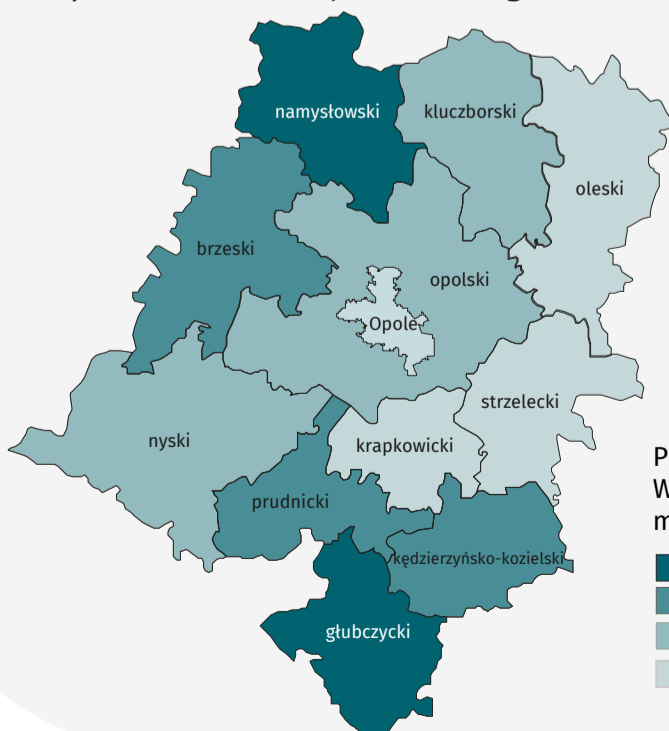 namysłowski
kluczborski
oleski
brzeski
opolski
Opole
strzelecki
nyski
krapkowicki
prudnicki
kędzierzyńsko-kozielski
głubczycki